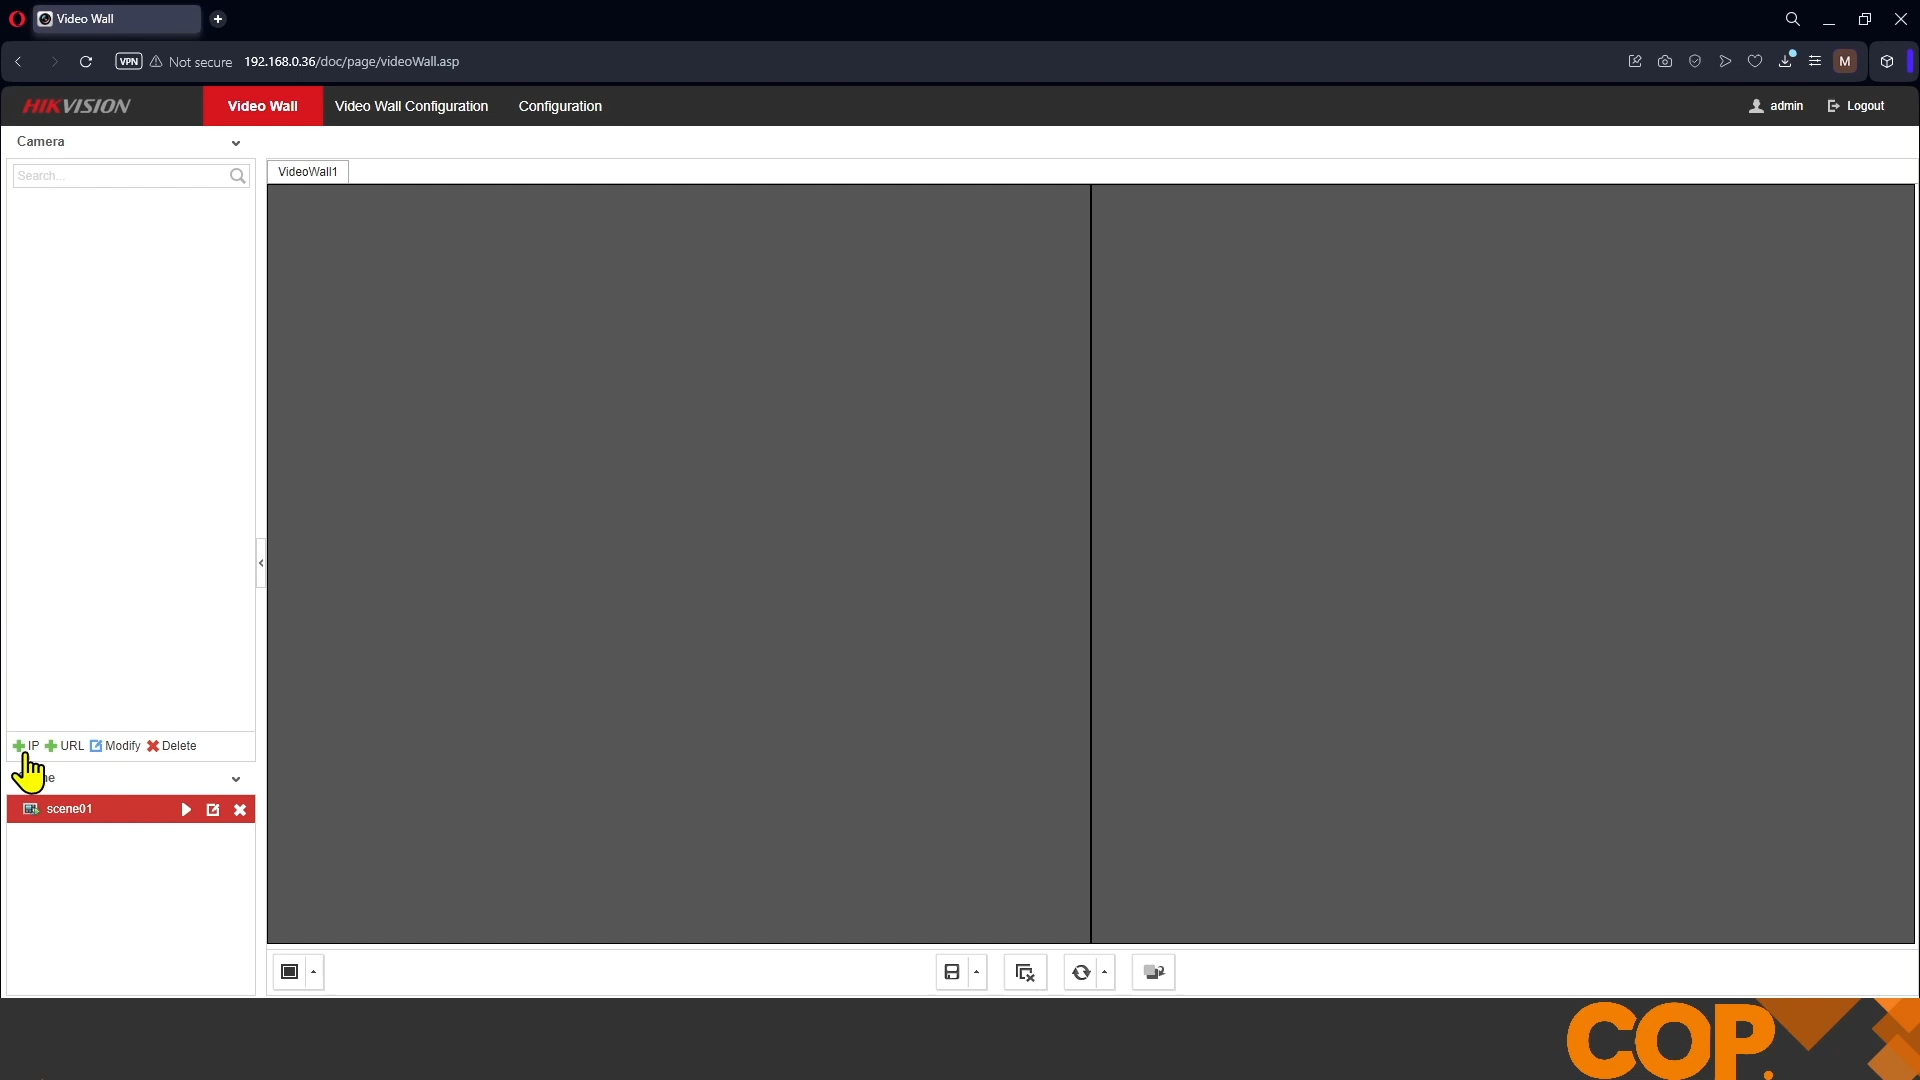 Video Wall
VPN Not secure 192.168.0.36/doc/page/videoWall.asp M
HIKVISION Video Wall Video Wall Configuration Configuration admin Logout
Camera
Search...
VideoWall1
IP URL Modify Delete
scene01
COP.